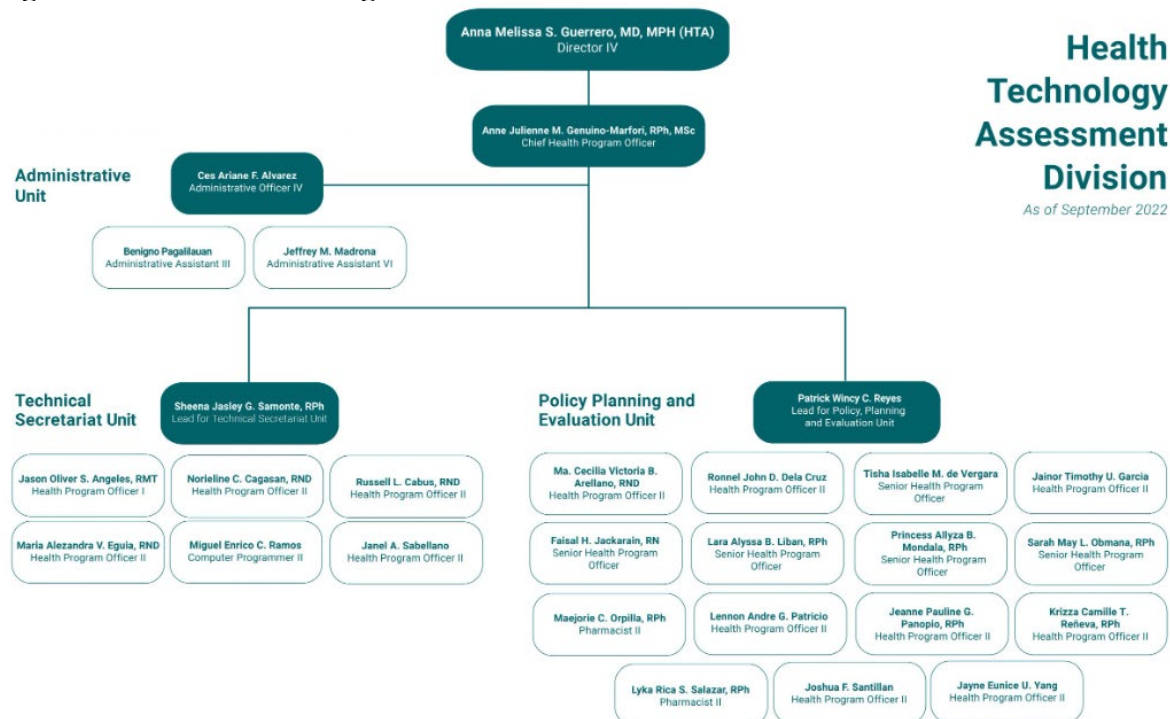 Anna Melissa S. Guerrero, MD, MPH (HTA)
Director IV
Health
Technology
Assessment
Division
As of September 2022
Anne Julienne M. Genuino-Marfori, RPh, MSc
Chief Health Program Officer
Administrative
Unit
Ces Ariane F. Alvarez
Administrative Officer IV
Benigno Pagalilauan
Administrative Assistant III
Jeffrey M. Madrona
Administrative Assistant VI
Technical
Secretariat Unit
Sheena Jasley G. Samonte, RPh
Lead for Technical Secretariat Unit
Jason Oliver S. Angeles, RMT
Health Program Officer I
Norieline C. Cagasan, RND
Health Program Officer II
Russell L. Cabus, RND
Health Program Officer II
Maria Alezandra V. Eguia, RND
Health Program Officer II
Miguel Enrico C. Ramos
Computer Programmer II
Janel A. Sabellano
Health Program Officer II
Policy Planning and
Evaluation Unit
Patrick Wincy C. Reyes
Lead for Policy, Planning
and Evaluation Unit
Ma. Cecilia Victoria B.
Arellano, RND
Health Program Officer II
Ronnel John D. Dela Cruz
Health Program Officer II
Tisha Isabelle M. de Vergara
Senior Health Program
Officer
Jainor Timothy U. Garcia
Health Program Officer II
Faisal H. Jackarain, RN
Senior Health Program
Officer
Lara Alyssa B. Liban, RPh
Senior Health Program
Officer
Princess Allyza B.
Mondala, RPh
Senior Health Program
Officer
Sarah May L. Obmana, RPh
Senior Health Program
Officer
Maejorie C. Orpilla, RPh
Pharmacist II
Lennon Andre G. Patricio
Health Program Officer II
Jeanne Pauline G.
Panopio, RPh
Health Program Officer II
Krizza Camille T.
Reñeva, RPh
Health Program Officer II
Lyka Rica S. Salazar, RPh
Pharmacist II
Joshua F. Santillan
Health Program Officer II
Jayne Eunice U. Yang
Health Program Officer II